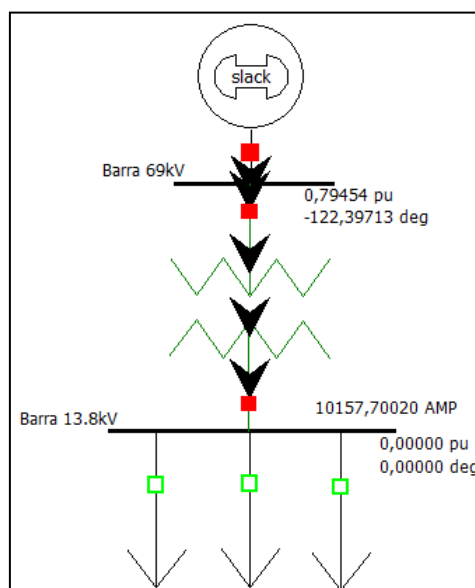 slack
Barra 69kV
0,79454 pu
-122,39713 deg
10157,70020 AMP
Barra 13.8kV
0,00000 pu
0,00000 deg